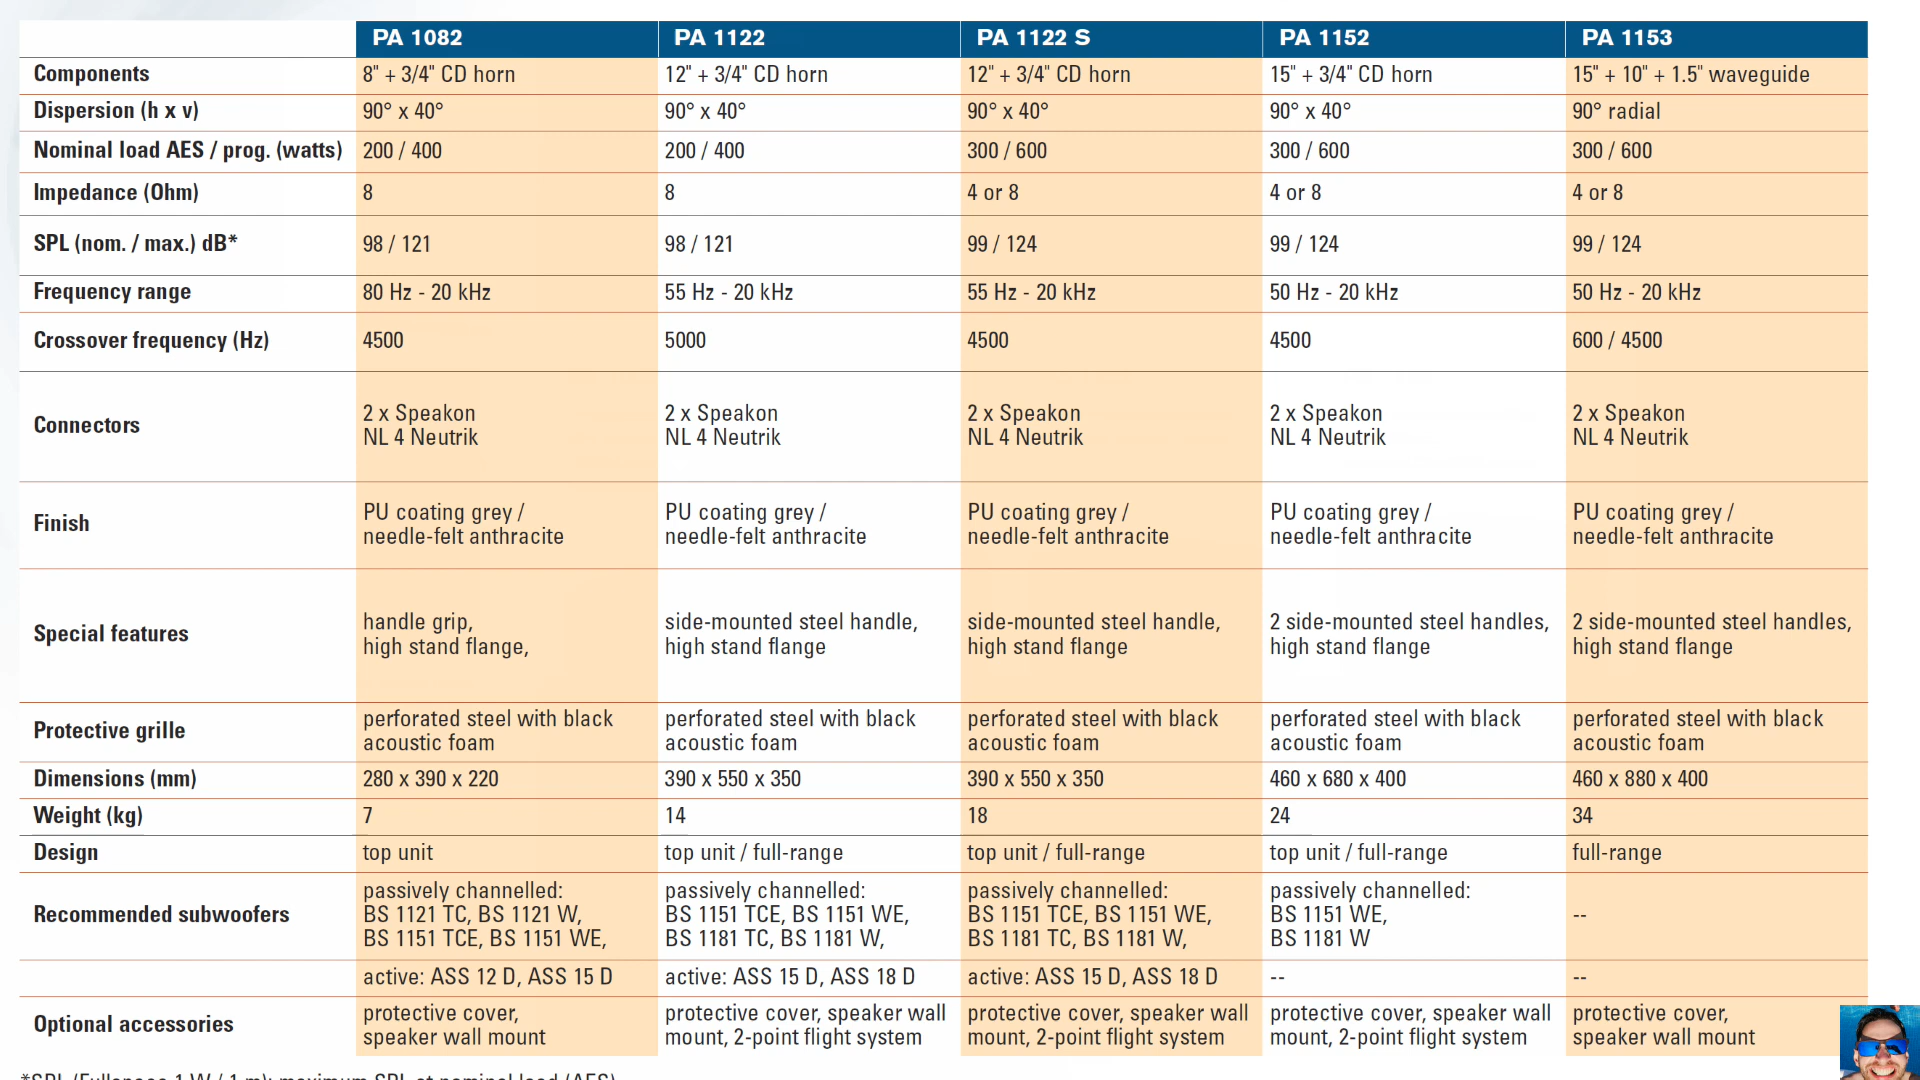 PA 1082 PA 1122 PA 1122 S PA 1152 PA 1153
Components 8" + 3/4" CD horn 12" + 3/4" CD horn 12" + 3/4" CD horn 15" + 3/4" CD horn 15" + 10" + 1.5" waveguide
Dispersion (h x v) 90° x 40° 90° x 40° 90° x 40° 90° x 40° 90° radial
Nominal load AES / prog. (watts) 200 / 400 200 / 400 300 / 600 300 / 600 300 / 600
Impedance (Ohm) 8 8 4 or 8 4 or 8 4 or 8
SPL (nom. / max.) dB* 98 / 121 98 / 121 99 / 124 99 / 124 99 / 124
Frequency range 80 Hz - 20 kHz 55 Hz - 20 kHz 55 Hz - 20 kHz 50 Hz - 20 kHz 50 Hz - 20 kHz
Crossover frequency (Hz) 4500 5000 4500 4500 600 / 4500
Connectors
2 x Speakon 2 x Speakon 2 x Speakon 2 x Speakon 2 x Speakon
NL 4 Neutrik NL 4 Neutrik NL 4 Neutrik NL 4 Neutrik NL 4 Neutrik
Finish
PU coating grey / PU coating grey / PU coating grey / PU coating grey / PU coating grey /
needle-felt anthracite needle-felt anthracite needle-felt anthracite needle-felt anthracite needle-felt anthracite
Special features
handle grip, side-mounted steel handle, side-mounted steel handle, 2 side-mounted steel handles, 2 side-mounted steel handles,
high stand flange, high stand flange high stand flange high stand flange high stand flange
Protective grille
perforated steel with black perforated steel with black perforated steel with black perforated steel with black perforated steel with black
acoustic foam acoustic foam acoustic foam acoustic foam acoustic foam
Dimensions (mm) 280 x 390 x 220 390 x 550 x 350 390 x 550 x 350 460 x 680 x 400 460 x 880 x 400
Weight (kg) 7 14 18 24 34
Design top unit top unit / full-range top unit / full-range top unit / full-range full-range
Recommended subwoofers
passively channelled: passively channelled: passively channelled: passively channelled:
BS 1121 TC, BS 1121 W, BS 1151 TCE, BS 1151 WE, BS 1151 TCE, BS 1151 WE, BS 1151 WE, --
BS 1151 TCE, BS 1151 WE, BS 1181 TC, BS 1181 W, BS 1181 TC, BS 1181 W, BS 1181 W
active: ASS 12 D, ASS 15 D active: ASS 15 D, ASS 18 D active: ASS 15 D, ASS 18 D -- --
Optional accessories
protective cover, protective cover, speaker wall protective cover, speaker wall protective cover, speaker wall protective cover,
speaker wall mount mount, 2-point flight system mount, 2-point flight system mount, 2-point flight system speaker wall mount
*SPL (Fullspace 1 W / 1 m); maximum SPL at nominal load (AES)